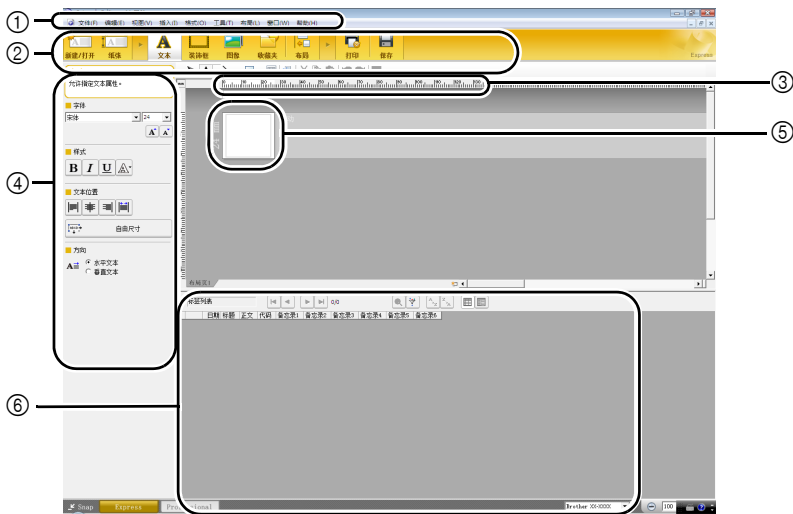 ①
文件(F) 编辑(E) 视图(V) 插入(I) 格式(O) 工具(T) 布局(L) 窗口(W) 帮助(H)
②
新建/打开 纸张 文本 装饰框 图像 收藏夹 布局 打印 保存 Express
允许指定文本属性。
③
④
字体
宋体 24
样式
B I U A
文本位置
自由尺寸
方向
水平文本
垂直文本
⑤
布局页1
⑥
标签列表 0/0
日期 标题 正文 代码 备忘录1 备忘录2 备忘录3 备忘录4 备忘录5 备忘录6
Snap Express Professional Brother XX-XXXX 100